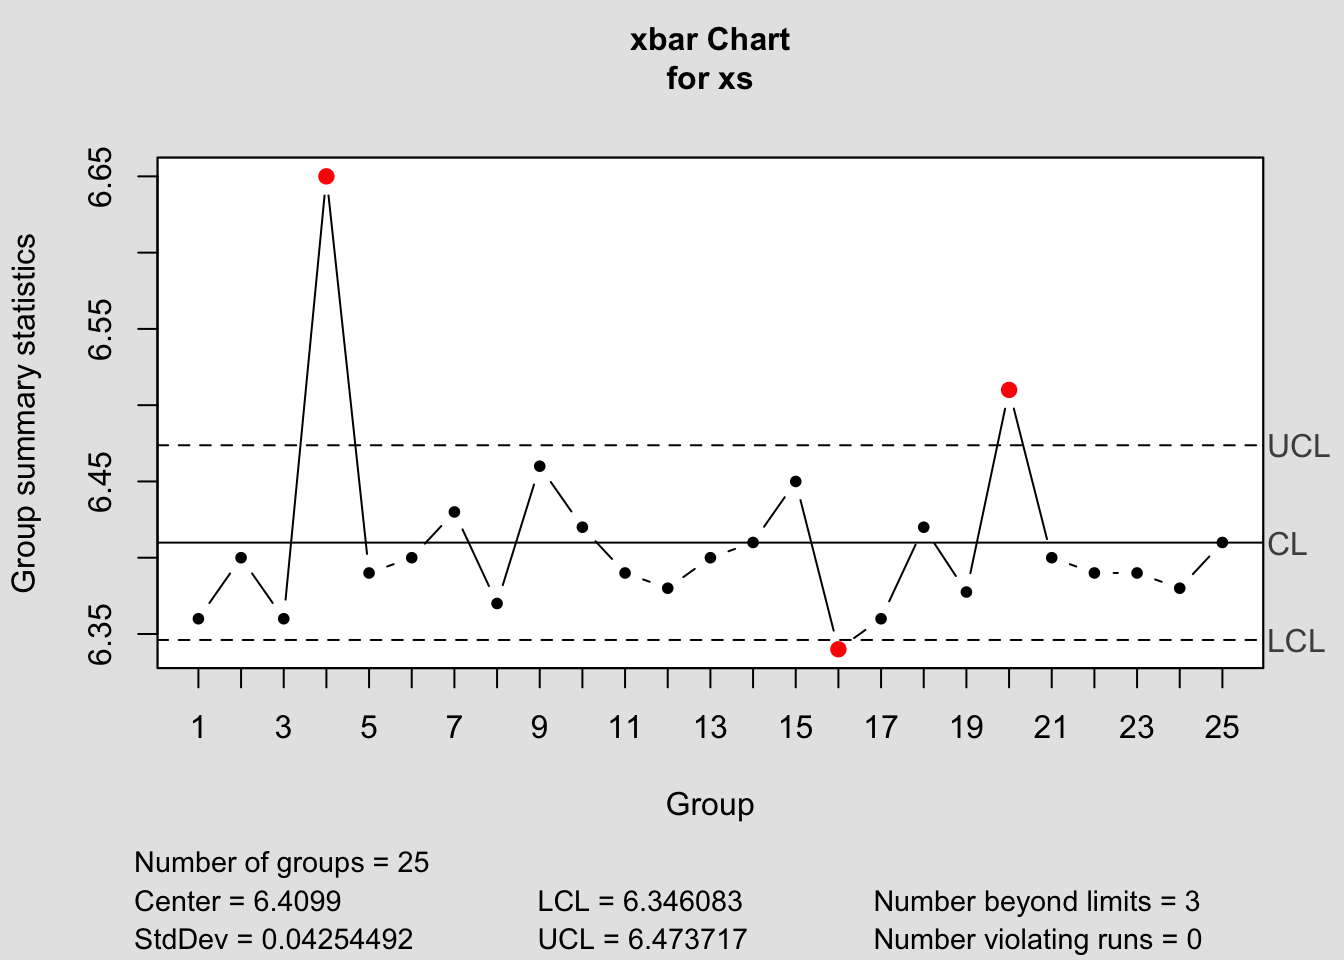 xbar Chart
for xs
Group summary statistics
6.65
6.55
6.45
6.35
UCL
CL
LCL
1 3 5 7 9 11 13 15 17 19 21 23 25
Group
Number of groups = 25
Center = 6.4099 LCL = 6.346083 Number beyond limits = 3
StdDev = 0.04254492 UCL = 6.473717 Number violating runs = 0